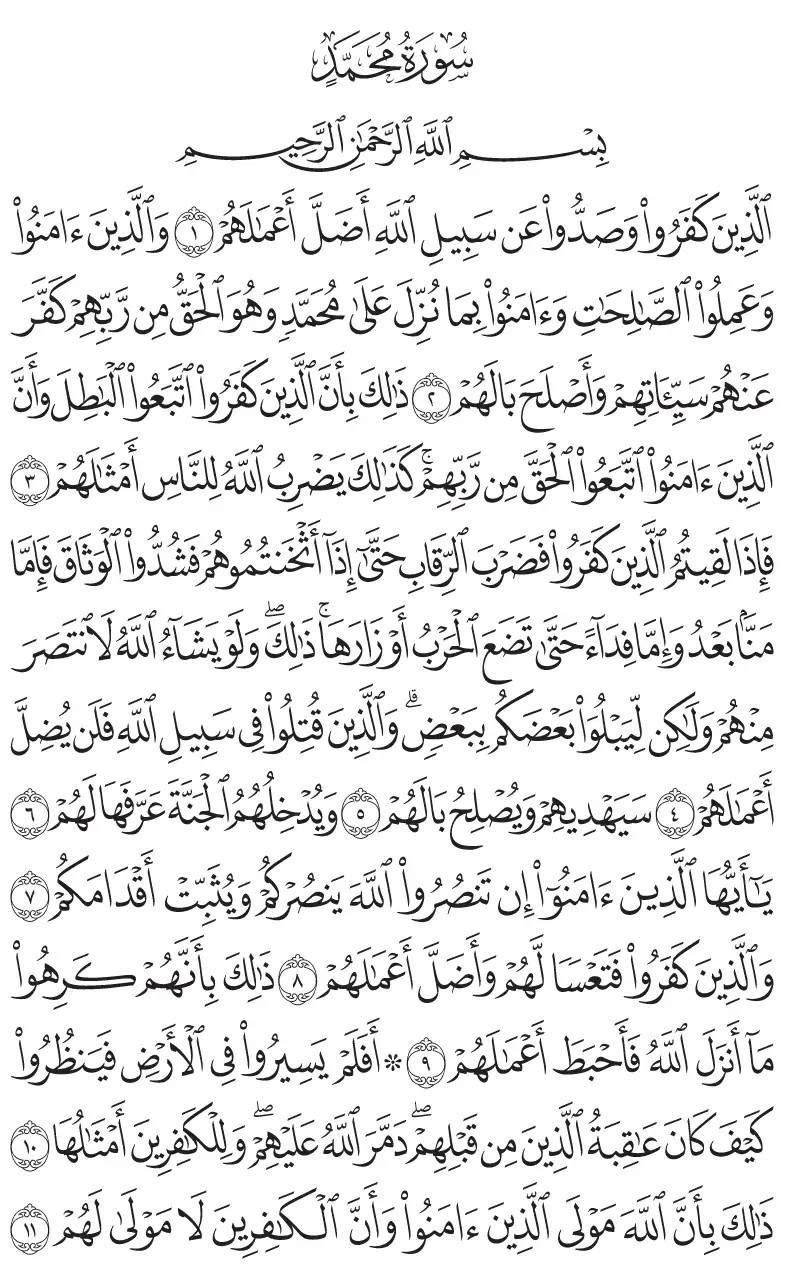 سُورَةُ مُحَمَّدٍ
بِسْمِ ٱللَّهِ ٱلرَّحْمَٰنِ ٱلرَّحِيمِ
ٱلَّذِينَ كَفَرُوا۟ وَصَدُّوا۟ عَن سَبِيلِ ٱللَّهِ أَضَلَّ أَعْمَٰلَهُمْ ١ وَٱلَّذِينَ ءَامَنُوا۟
وَعَمِلُوا۟ ٱلصَّٰلِحَٰتِ وَءَامَنُوا۟ بِمَا نُزِّلَ عَلَىٰ مُحَمَّدٍ وَهُوَ ٱلْحَقُّ مِن رَّبِّهِمْ كَفَّرَ
عَنْهُمْ سَيِّـَٔاتِهِمْ وَأَصْلَحَ بَالَهُمْ ٢ ذَٰلِكَ بِأَنَّ ٱلَّذِينَ كَفَرُوا۟ ٱتَّبَعُوا۟ ٱلْبَٰطِلَ وَأَنَّ
ٱلَّذِينَ ءَامَنُوا۟ ٱتَّبَعُوا۟ ٱلْحَقَّ مِن رَّبِّهِمْ ۚ كَذَٰلِكَ يَضْرِبُ ٱللَّهُ لِلنَّاسِ أَمْثَٰلَهُمْ ٣
فَإِذَا لَقِيتُمُ ٱلَّذِينَ كَفَرُوا۟ فَضَرْبَ ٱلرِّقَابِ حَتَّىٰٓ إِذَآ أَثْخَنتُمُوهُمْ فَشُدُّوا۟ ٱلْوَثَاقَ فَإِمَّا
مَنًّۢا بَعْدُ وَإِمَّا فِدَآءً حَتَّىٰ تَضَعَ ٱلْحَرْبُ أَوْزَارَهَا ۚ ذَٰلِكَ ۖ وَلَوْ يَشَآءُ ٱللَّهُ لَٱنتَصَرَ
مِنْهُمْ وَلَٰكِن لِّيَبْلُوَا۟ بَعْضَكُم بِبَعْضٍ ۗ وَٱلَّذِينَ قُتِلُوا۟ فِى سَبِيلِ ٱللَّهِ فَلَن يُضِلَّ
أَعْمَٰلَهُمْ ٤ سَيَهْدِيهِمْ وَيُصْلِحُ بَالَهُمْ ٥ وَيُدْخِلُهُمُ ٱلْجَنَّةَ عَرَّفَهَا لَهُمْ ٦
يَٰٓأَيُّهَا ٱلَّذِينَ ءَامَنُوٓا۟ إِن تَنصُرُوا۟ ٱللَّهَ يَنصُرْكُمْ وَيُثَبِّتْ أَقْدَامَكُمْ ٧
وَٱلَّذِينَ كَفَرُوا۟ فَتَعْسًا لَّهُمْ وَأَضَلَّ أَعْمَٰلَهُمْ ٨ ذَٰلِكَ بِأَنَّهُمْ كَرِهُوا۟
مَآ أَنزَلَ ٱللَّهُ فَأَحْبَطَ أَعْمَٰلَهُمْ ٩ * أَفَلَمْ يَسِيرُوا۟ فِى ٱلْأَرْضِ فَيَنظُرُوا۟
كَيْفَ كَانَ عَٰقِبَةُ ٱلَّذِينَ مِن قَبْلِهِمْ ۖ دَمَّرَ ٱللَّهُ عَلَيْهِمْ ۖ وَلِلْكَٰفِرِينَ أَمْثَٰلُهَا ١٠
ذَٰلِكَ بِأَنَّ ٱللَّهَ مَوْلَى ٱلَّذِينَ ءَامَنُوا۟ وَأَنَّ ٱلْكَٰفِرِينَ لَا مَوْلَىٰ لَهُمْ ١١